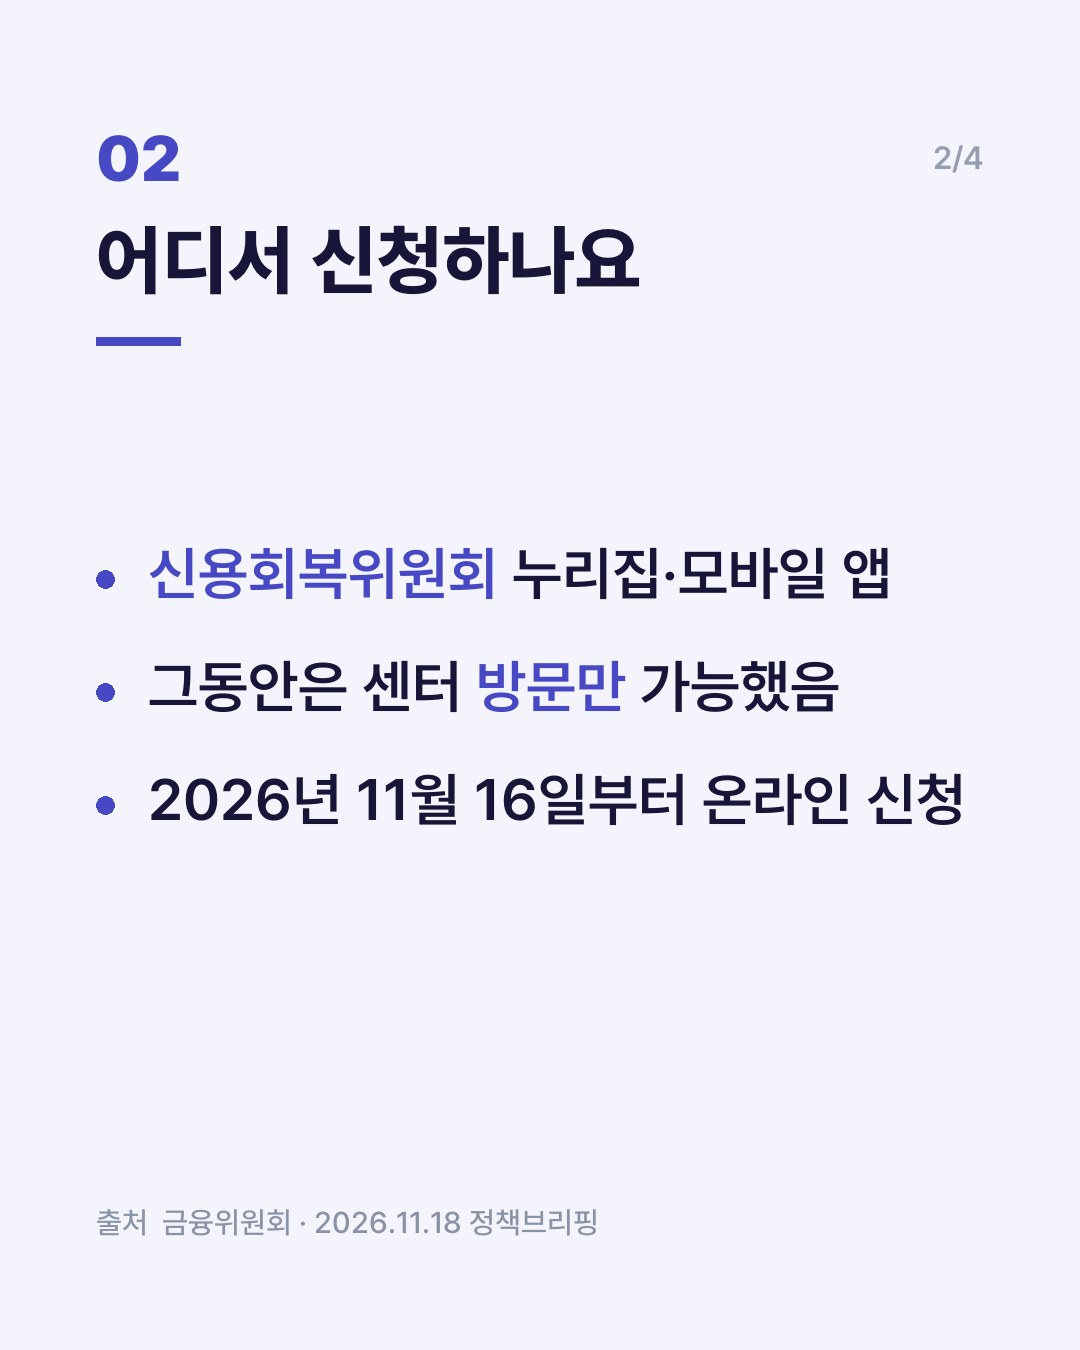 02
2/4
어디서 신청하나요
• 신용회복위원회 누리집·모바일 앱
• 그동안은 센터 방문만 가능했음
• 2026년 11월 16일부터 온라인 신청
출처 금융위원회 · 2026.11.18 정책브리핑